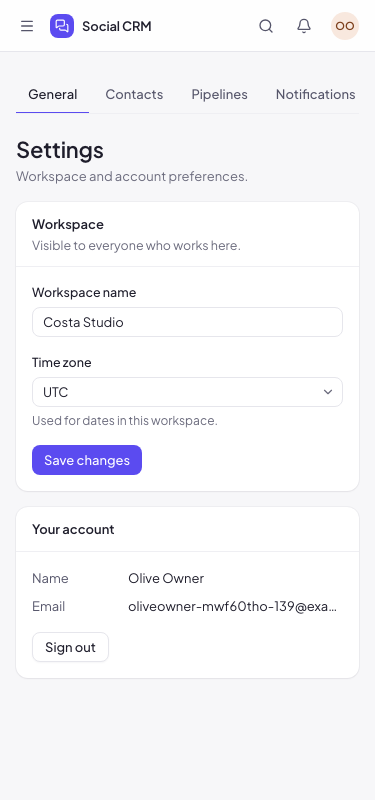 Social CRM
OO
General
Contacts
Pipelines
Notifications
Settings
Workspace and account preferences.
Workspace
Visible to everyone who works here.
Workspace name
Costa Studio
Time zone
UTC
Used for dates in this workspace.
Save changes
Your account
Name
Olive Owner
Email
oliveowner-mwf60tho-139@exa…
Sign out